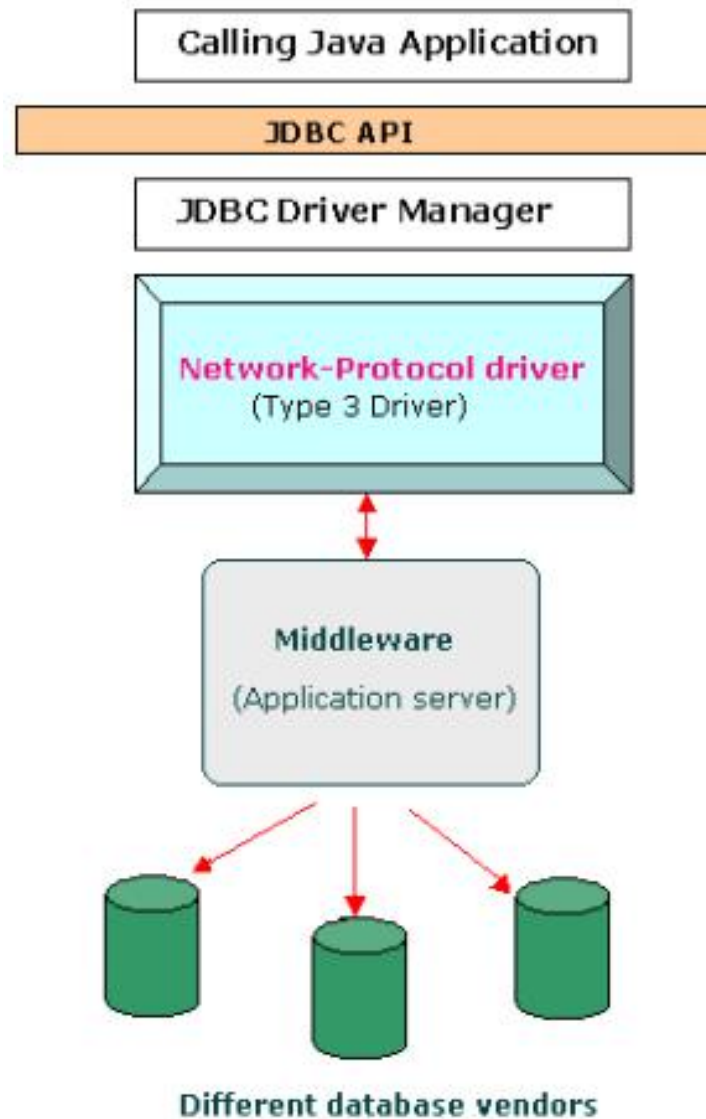 Calling Java Application
JDBC API
JDBC Driver Manager
Network-Protocol driver
(Type 3 Driver)
Middleware
(Application server)
Different database vendors